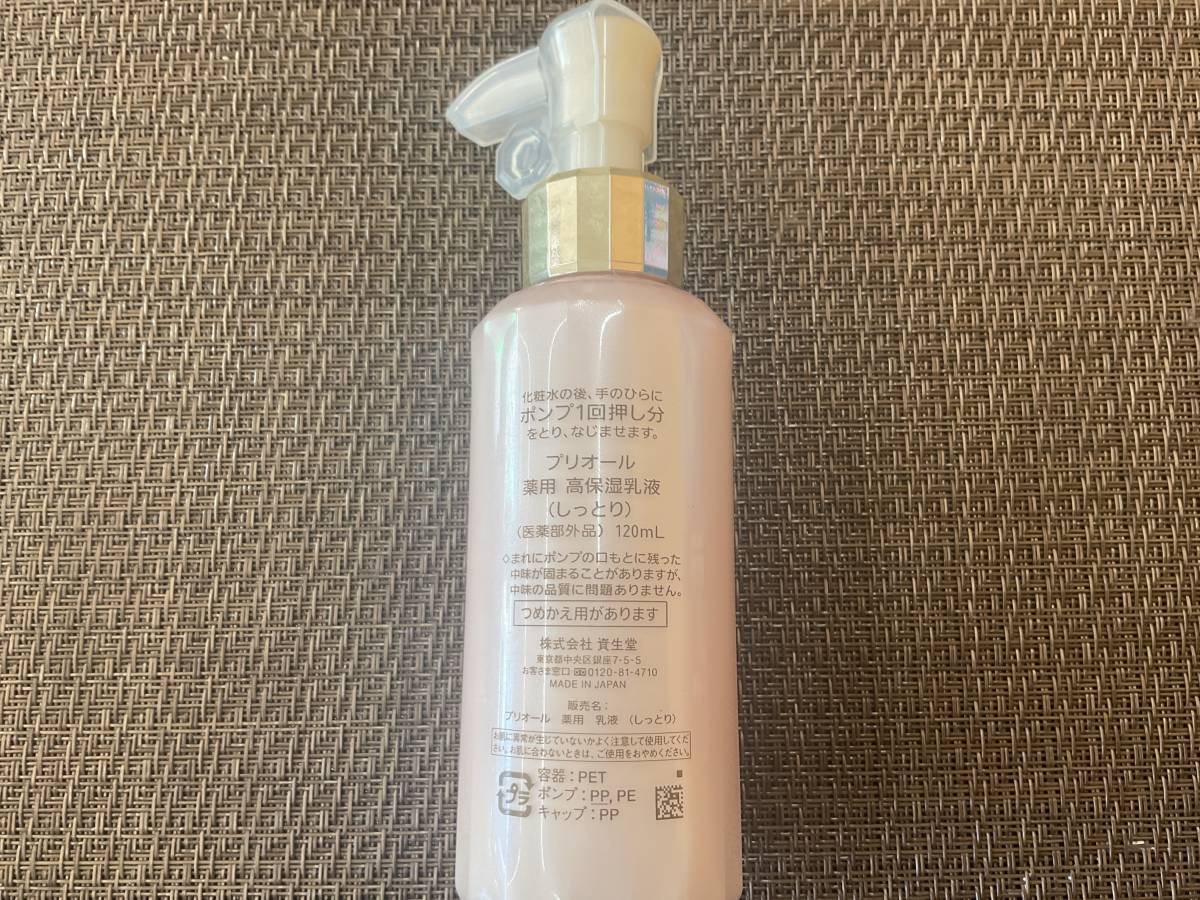 化粧水の後、手のひらに
ポンプ1回押し分
をとり、なじませます。
プリオール
薬用 高保湿乳液
（しっとり）
（医薬部外品） 120mL
◇まれにポンプの口もとに残った
中味が固まることがありますが、
中味の品質に問題ありません。
つめかえ用があります
株式会社 資生堂
東京都中央区銀座7-5-5
お客さま窓口 0120-81-4710
MADE IN JAPAN
販売名：
プリオール 薬用 乳液 （しっとり）
お肌に異常が生じていないかよく注意して使用してくだ
さい。お肌に合わないときは、ご使用をおやめください。
プラ
容器：PET
ポンプ：PP, PE
キャップ：PP